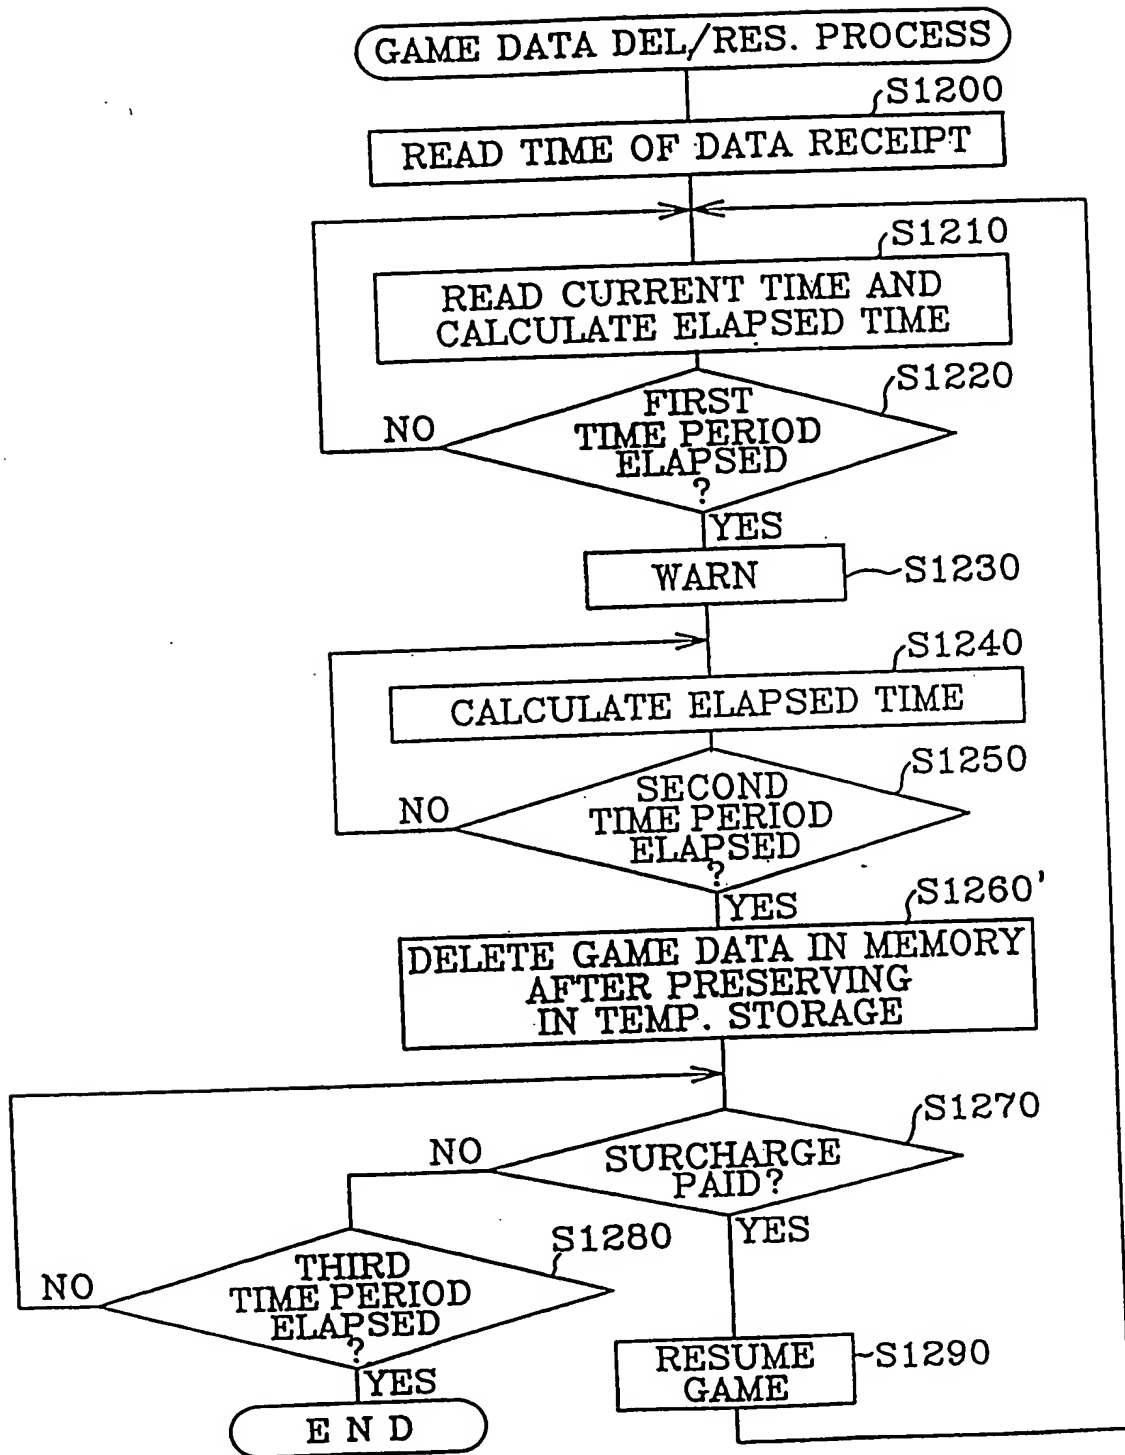 GAME DATA DEL/RES. PROCESS
S1200
READ TIME OF DATA RECEIPT
S1210
READ CURRENT TIME AND
CALCULATE ELAPSED TIME
S1220
FIRST
TIME PERIOD
ELAPSED
?
NO
YES
WARN
S1230
S1240
CALCULATE ELAPSED TIME
S1250
SECOND
TIME PERIOD
ELAPSED
?
NO
YES
S1260'
DELETE GAME DATA IN MEMORY
AFTER PRESERVING
IN TEMP. STORAGE
S1270
SURCHARGE
PAID?
NO
YES
S1280
THIRD
TIME PERIOD
ELAPSED
?
NO
YES
END
RESUME
GAME
S1290